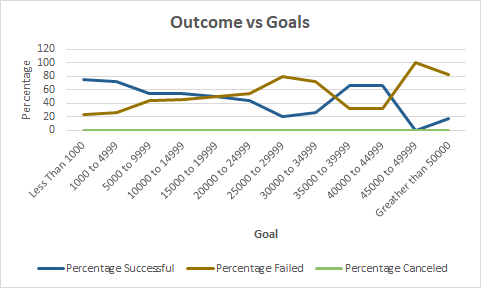 Outcome vs Goals
Percentage
120
100
80
60
40
20
0
Less Than 1000
1000 to 4999
5000 to 9999
10000 to 14999
15000 to 19999
20000 to 24999
25000 to 29999
30000 to 34999
35000 to 39999
40000 to 44999
45000 to 49999
Greather than 50000
Goal
Percentage Successful Percentage Failed Percentage Canceled